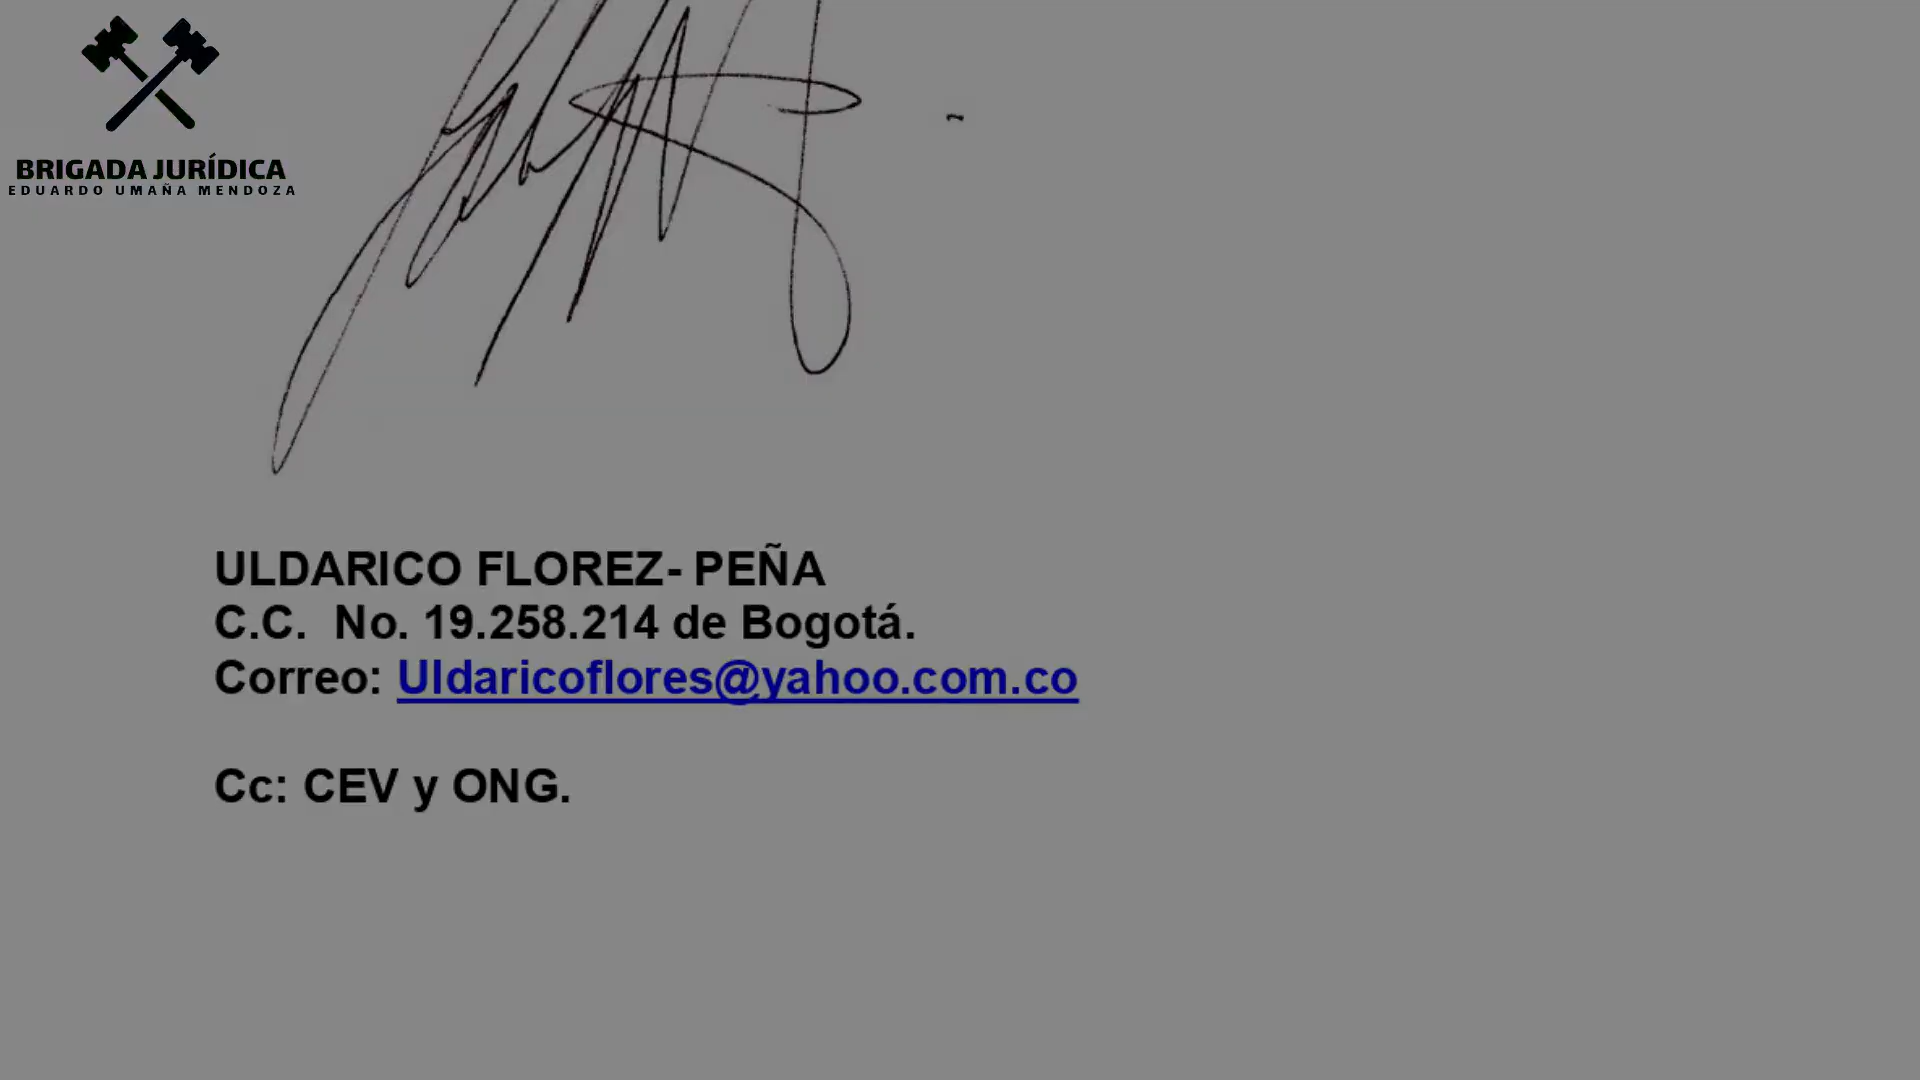 BRIGADA JURÍDICA
EDUARDO UMAÑA MENDOZA
ULDARICO FLOREZ- PEÑA
C.C.  No. 19.258.214 de Bogotá.
Correo: Uldaricoflores@yahoo.com.co
Cc: CEV y ONG.